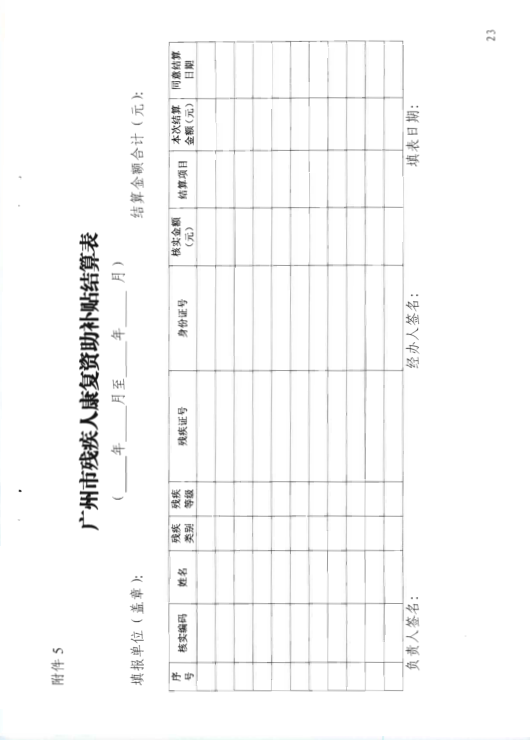 附件 5
广州市残疾人康复资助补贴结算表
（____年____月至____年____月）
填报单位（盖章）： 结算金额合计（元）：
序号 核实编码 姓名 残疾类别 残疾等级 残疾证号 身份证号 核实金额（元） 结算项目 本次结算金额（元） 同意结算日期
负责人签名： 经办人签名： 填表日期：
23